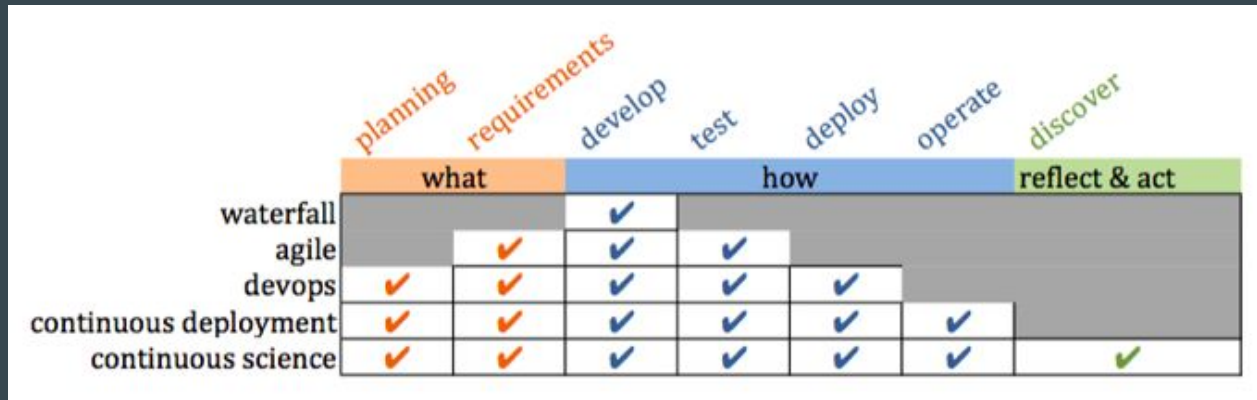 planning requirements develop test deploy operate discover
what how reflect & act
waterfall ✔
agile ✔ ✔ ✔
devops ✔ ✔ ✔ ✔ ✔
continuous deployment ✔ ✔ ✔ ✔ ✔ ✔
continuous science ✔ ✔ ✔ ✔ ✔ ✔ ✔